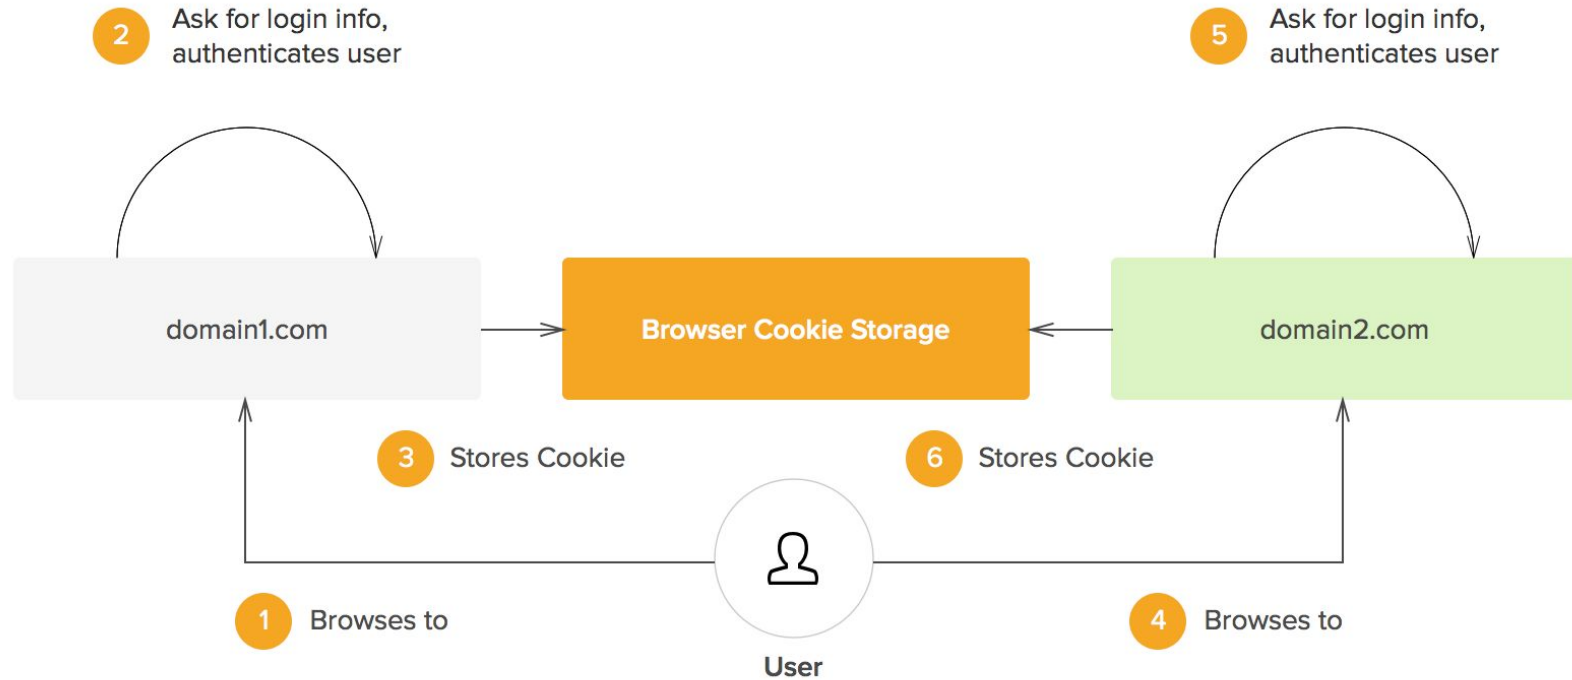 2 Ask for login info,
authenticates user
5 Ask for login info,
authenticates user
domain1.com
Browser Cookie Storage
domain2.com
3 Stores Cookie
6 Stores Cookie
1 Browses to
4 Browses to
User